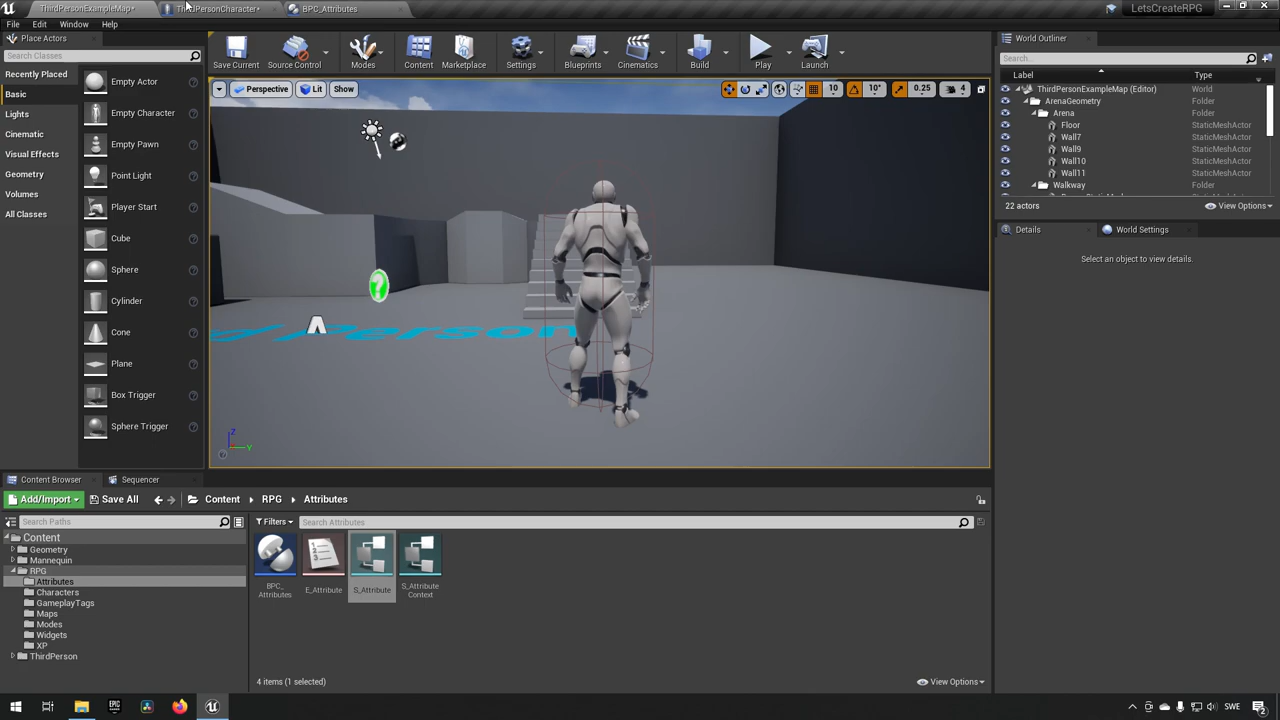 ThirdPersonExampleMap*
ThirdPersonCharacter*
BPC_Attributes
LetsCreateRPG
File Edit Window Help
Place Actors
Search Classes
Recently Placed
Basic
Lights
Cinematic
Visual Effects
Geometry
Volumes
All Classes
Empty Actor
Empty Character
Empty Pawn
Point Light
Player Start
Cube
Sphere
Cylinder
Cone
Plane
Box Trigger
Sphere Trigger
Save Current
Source Control
Modes
Content
Marketplace
Settings
Blueprints
Cinematics
Build
Play
Launch
Perspective Lit Show
10 10° 0.25 4
Z
Y
World Outliner
Search...
Label Type
ThirdPersonExampleMap (Editor) World
ArenaGeometry Folder
Arena Folder
Floor StaticMeshActor
Wall7 StaticMeshActor
Wall9 StaticMeshActor
Wall10 StaticMeshActor
Wall11 StaticMeshActor
Walkway Folder
22 actors
View Options
Details
World Settings
Select an object to view details.
Content Browser
Sequencer
Add/Import
Save All
Content RPG Attributes
Search Paths
Filters
Search Attributes
Content
Geometry
Mannequin
RPG
Attributes
Characters
GameplayTags
Maps
Modes
Widgets
XP
ThirdPerson
BPC_
Attributes
E_Attribute
S_Attribute
S_Attribute
Context
4 items (1 selected)
View Options
SWE
2